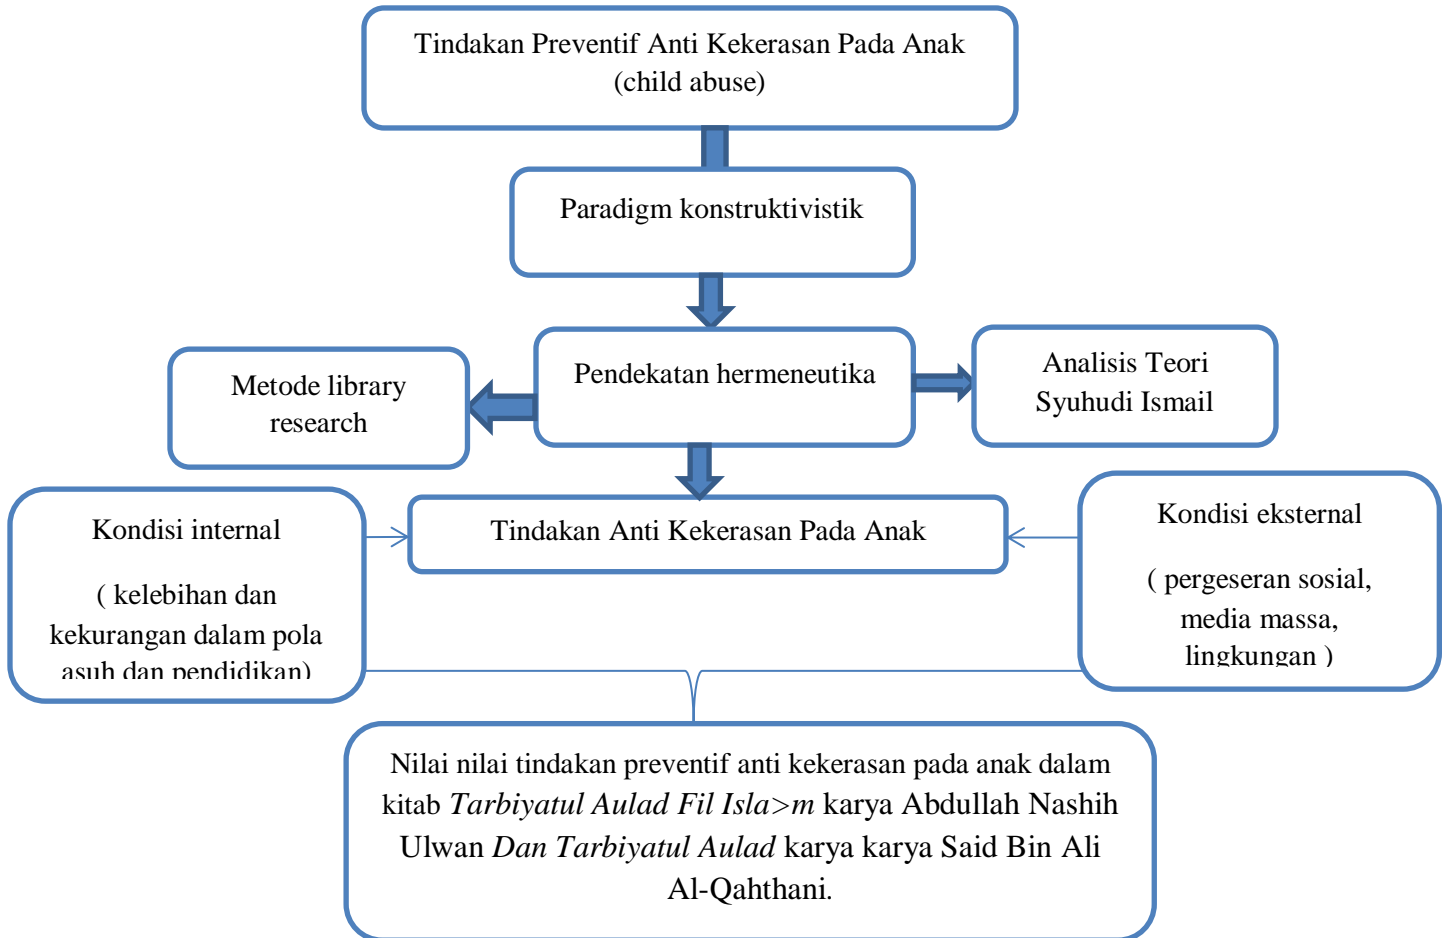 Tindakan Preventif Anti Kekerasan Pada Anak
(child abuse)
Paradigm konstruktivistik
Pendekatan hermeneutika
Metode library
research
Analisis Teori
Syuhudi Ismail
Kondisi internal
( kelebihan dan
kekurangan dalam pola
asuh dan pendidikan)
Tindakan Anti Kekerasan Pada Anak
Kondisi eksternal
( pergeseran sosial,
media massa,
lingkungan )
Nilai nilai tindakan preventif anti kekerasan pada anak dalam
kitab Tarbiyatul Aulad Fil Isla>m karya Abdullah Nashih
Ulwan Dan Tarbiyatul Aulad karya karya Said Bin Ali
Al-Qahthani.